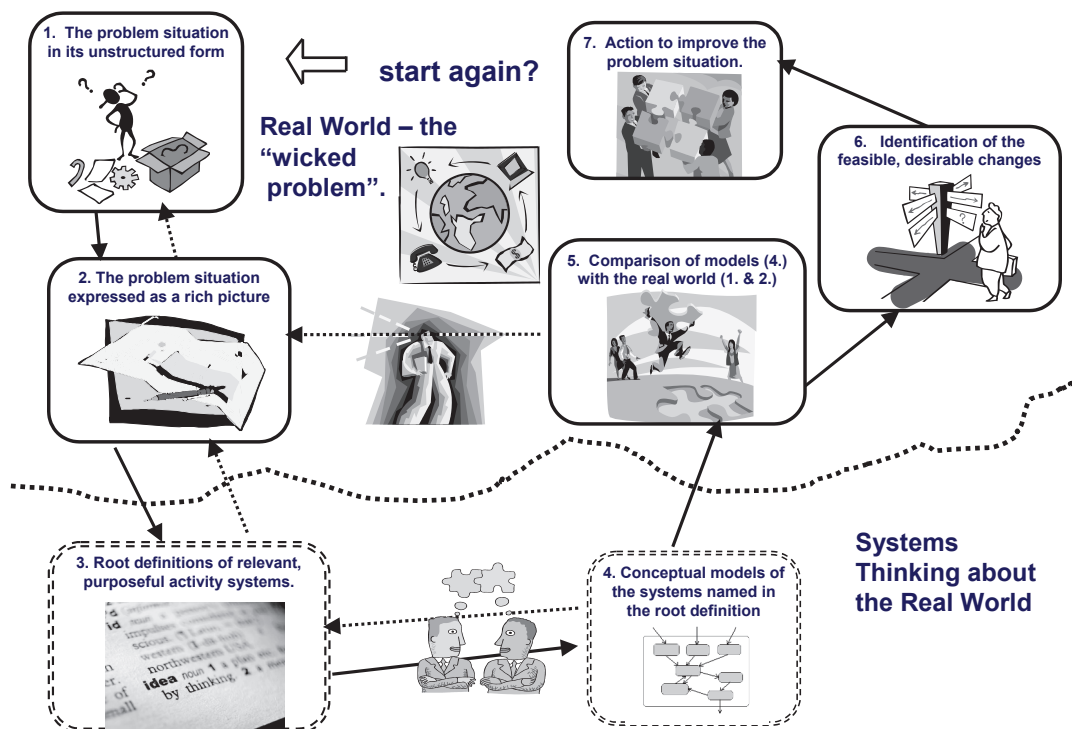 1. The problem situation
in its unstructured form
start again?
7. Action to improve the
problem situation.
Real World – the
“wicked
problem”.
6. Identification of the
feasible, desirable changes
2. The problem situation
expressed as a rich picture
5. Comparison of models (4.)
with the real world (1. & 2.)
3. Root definitions of relevant,
purposeful activity systems.
idea noun 1
by thinking 2
northwestern
4. Conceptual models of
the systems named in
the root definition
Systems
Thinking about
the Real World